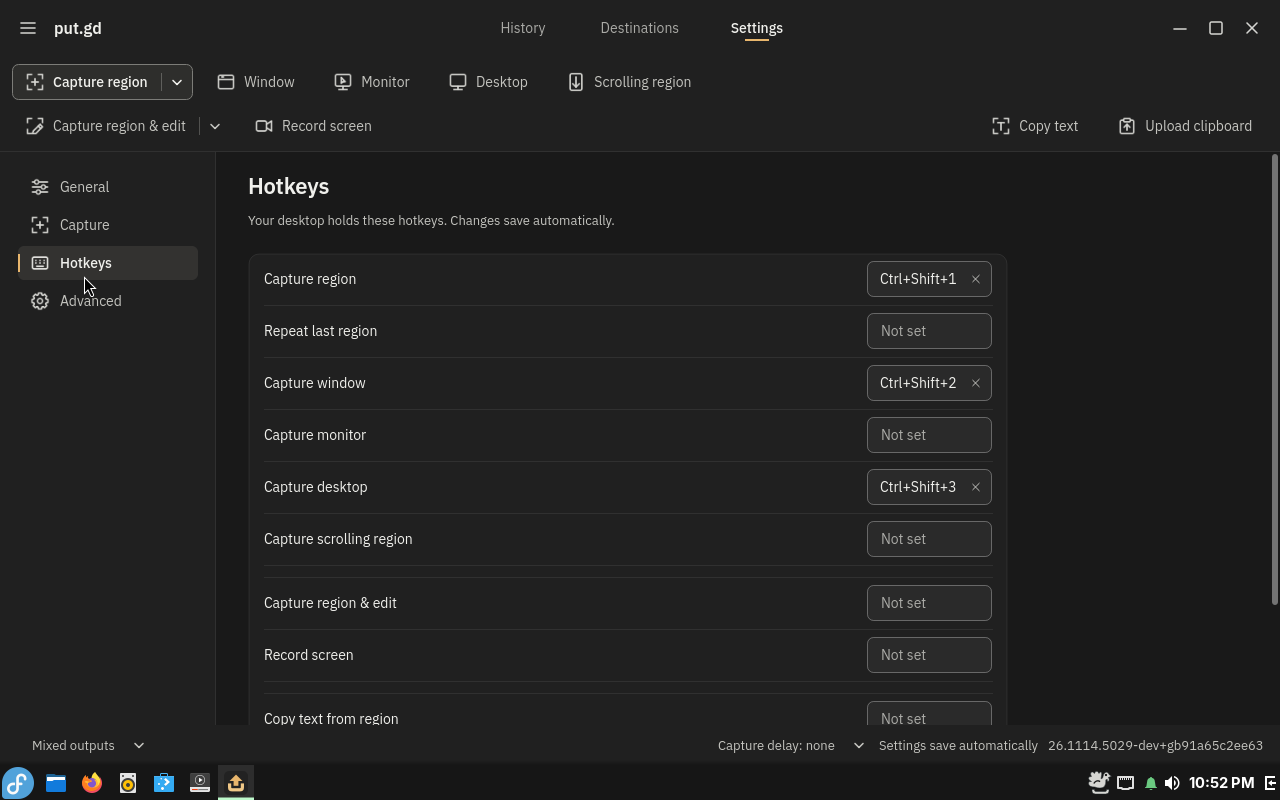 put.gd
History
Destinations
Settings
Capture region
Window
Monitor
Desktop
Scrolling region
Capture region & edit
Record screen
Copy text
Upload clipboard
General
Capture
Hotkeys
Advanced
Hotkeys
Your desktop holds these hotkeys. Changes save automatically.
Capture region
Ctrl+Shift+1
Repeat last region
Not set
Capture window
Ctrl+Shift+2
Capture monitor
Not set
Capture desktop
Ctrl+Shift+3
Capture scrolling region
Not set
Capture region & edit
Not set
Record screen
Not set
Copy text from region
Not set
Mixed outputs
Capture delay: none
Settings save automatically
26.1114.5029-dev+gb91a65c2ee63
10:52 PM